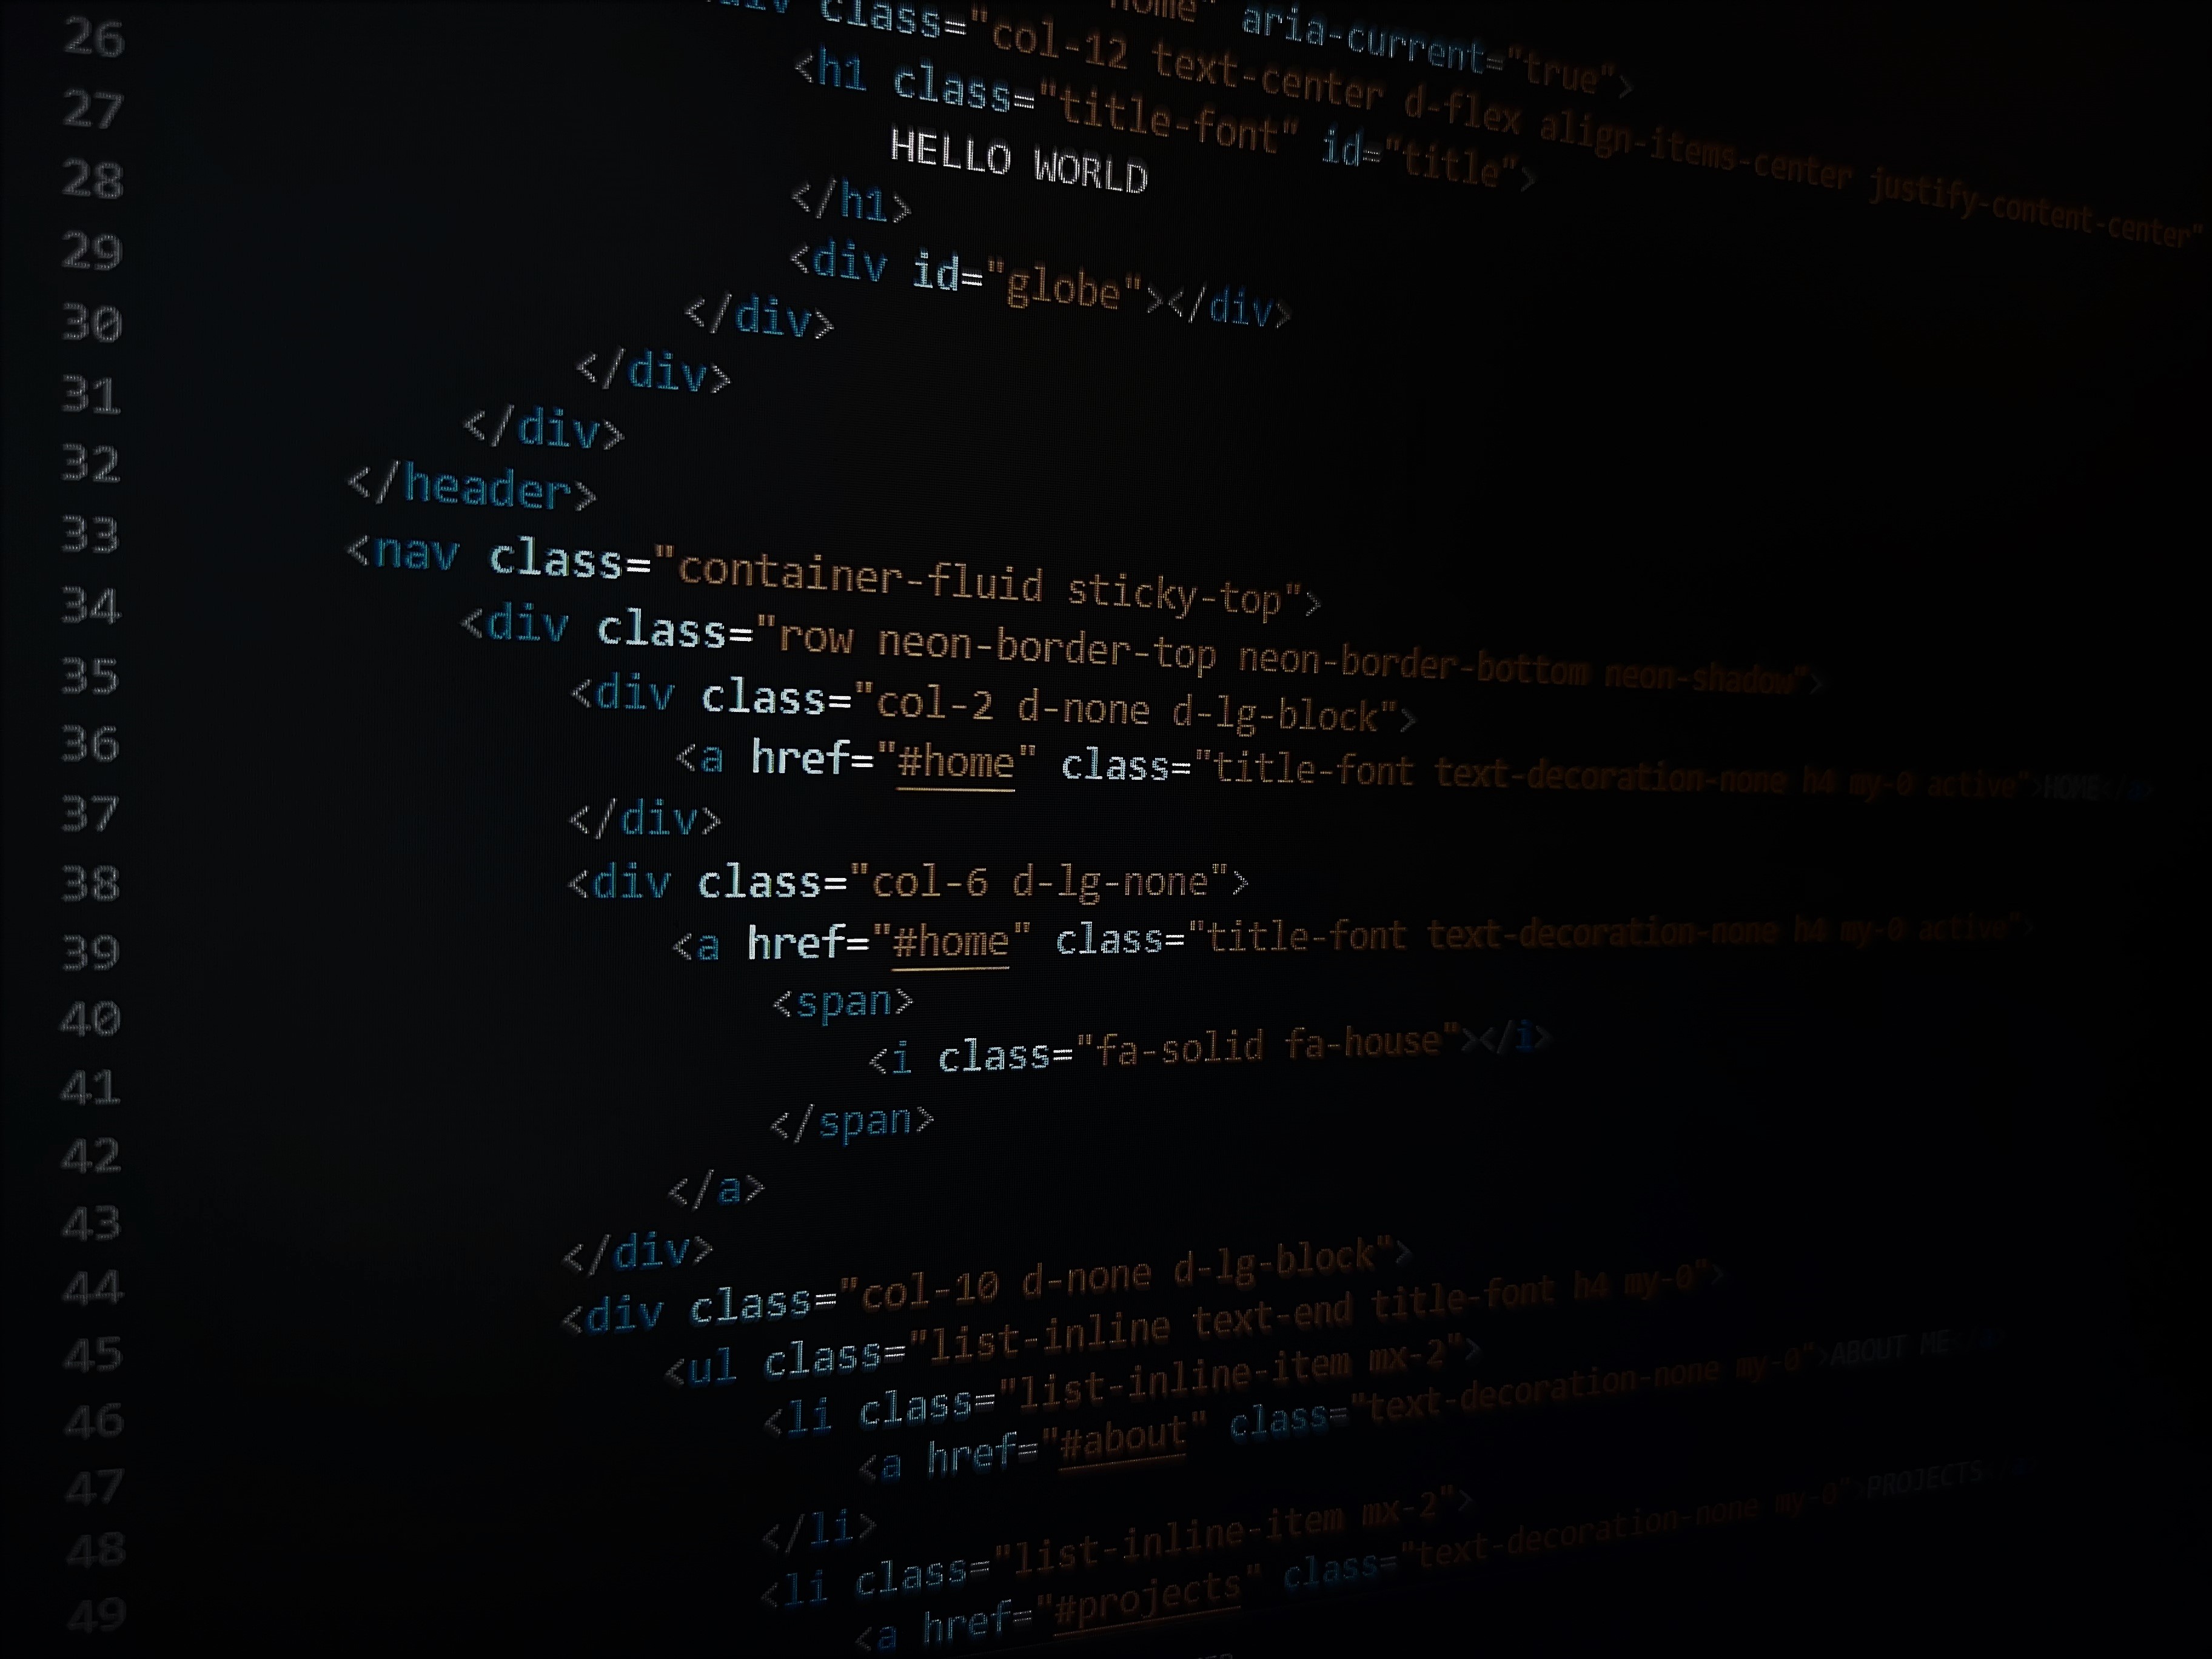 26 div class="col-12 text-center d-flex align-items-center justify-content-center"
home" aria-current="true">
27 <h1 class="title-font" id="title">
28 HELLO WORLD
</h1>
29 <div id="globe"></div>
30 </div>
31 </div>
</div>
32 </header>
33 <nav class="container-fluid sticky-top">
34 <div class="row neon-border-top neon-border-bottom neon-shadow">
35 <div class="col-2 d-none d-lg-block">
36 <a href="#home" class="title-font text-decoration-none h4 my-0 active">HOME</a>
37 </div>
38 <div class="col-6 d-lg-none">
39 <a href="#home" class="title-font text-decoration-none h4 my-0 active">
40 <span>
41 <i class="fa-solid fa-house"></i>
42 </span>
43 </a>
44 </div>
45 <div class="col-10 d-none d-lg-block">
46 <ul class="list-inline text-end title-font h4 my-0">
47 <li class="list-inline-item mx-2">
<a href="#about" class="text-decoration-none my-0">ABOUT ME
48 </li>
49 <li class="list-inline-item mx-2">
<a href="#projects" class="text-decoration-none my-0">PROJECTS